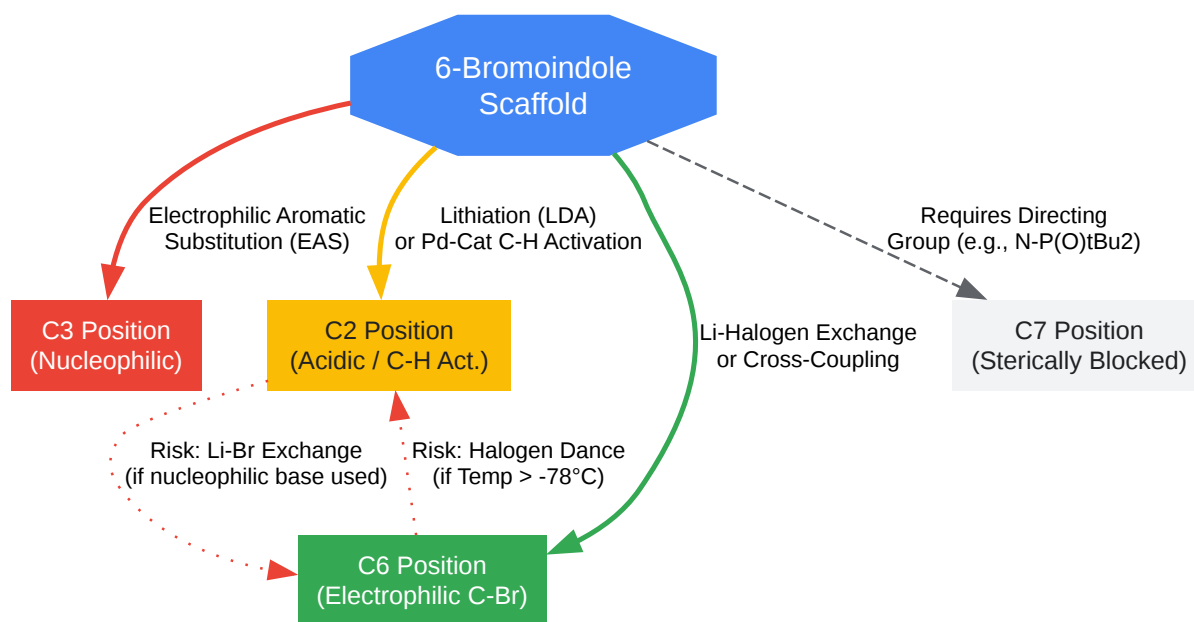 6-Bromoindole
Scaffold
Electrophilic Aromatic
Substitution (EAS)
Lithiation (LDA)
or Pd-Cat C-H Activation
Requires Directing
Group (e.g., N-P(O)tBu2)
Li-Halogen Exchange
or Cross-Coupling
C3 Position
(Nucleophilic)
C2 Position
(Acidic / C-H Act.)
C7 Position
(Sterically Blocked)
Risk: Li-Br Exchange
(if nucleophilic base used)
Risk: Halogen Dance
(if Temp > -78°C)
C6 Position
(Electrophilic C-Br)